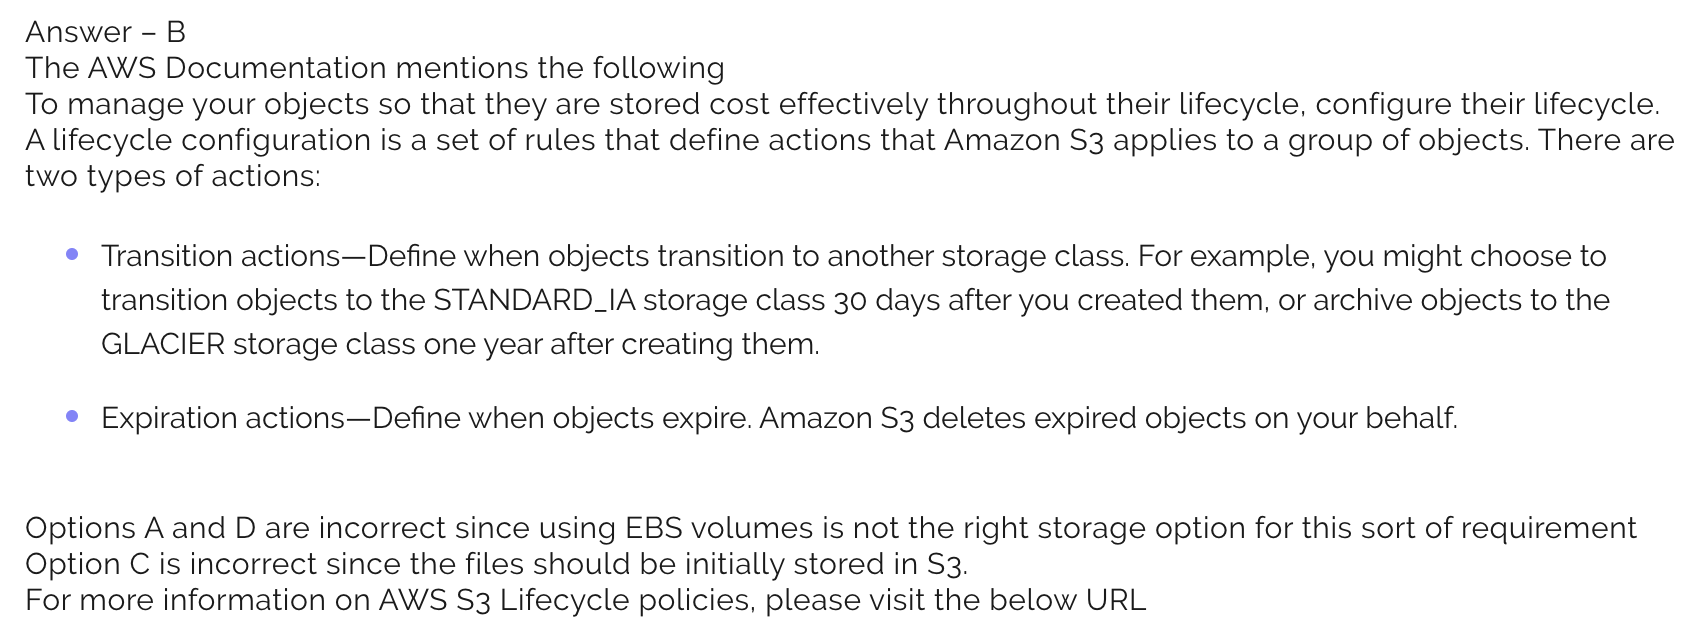 Answer – B
The AWS Documentation mentions the following
To manage your objects so that they are stored cost effectively throughout their lifecycle, configure their lifecycle.
A lifecycle configuration is a set of rules that define actions that Amazon S3 applies to a group of objects. There are
two types of actions:
• Transition actions—Define when objects transition to another storage class. For example, you might choose to
transition objects to the STANDARD_IA storage class 30 days after you created them, or archive objects to the
GLACIER storage class one year after creating them.
• Expiration actions—Define when objects expire. Amazon S3 deletes expired objects on your behalf.
Options A and D are incorrect since using EBS volumes is not the right storage option for this sort of requirement
Option C is incorrect since the files should be initially stored in S3.
For more information on AWS S3 Lifecycle policies, please visit the below URL